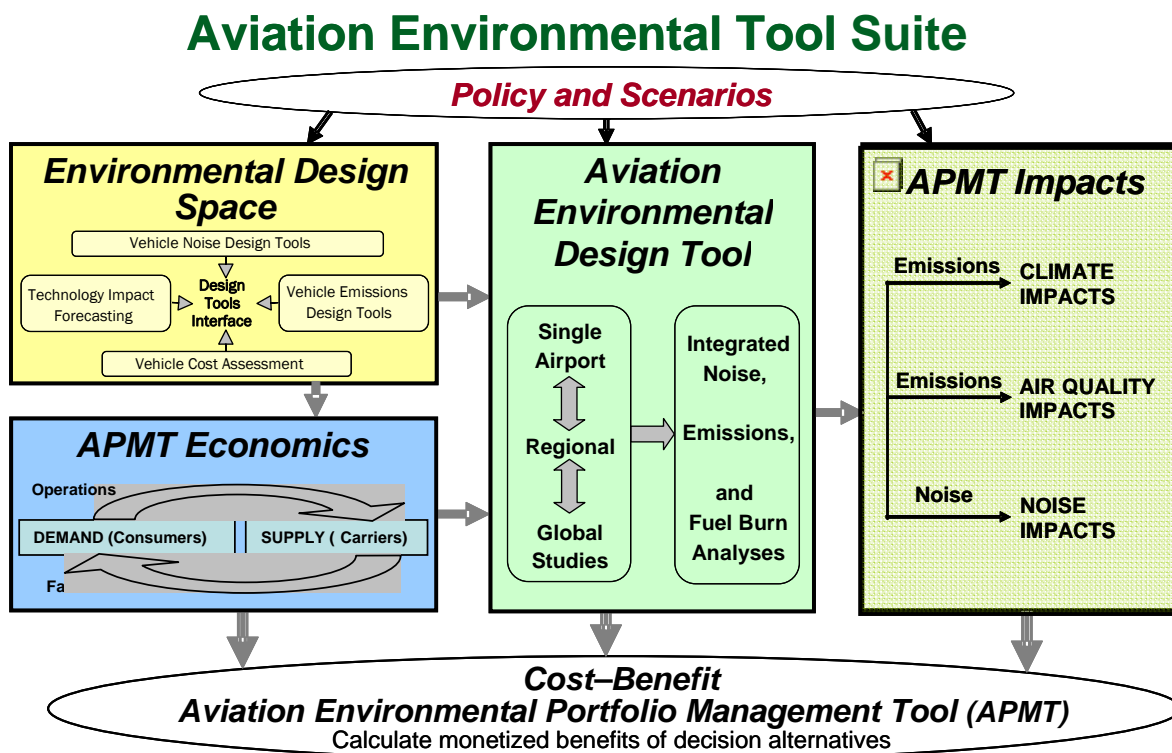 Aviation Environmental Tool Suite
Policy and Scenarios
Environmental Design
Space
Vehicle Noise Design Tools
Technology Impact
Forecasting
Design
Tools
Interface
Vehicle Emissions
Design Tools
Vehicle Cost Assessment
APMT Economics
Operations
DEMAND (Consumers)
SUPPLY ( Carriers)
Aviation
Environmental
Design Tool
Single
Airport
Regional
Global
Studies
Integrated
Noise,
Emissions,
and
Fuel Burn
Analyses
APMT Impacts
Emissions
CLIMATE
IMPACTS
Emissions
AIR QUALITY
IMPACTS
Noise
NOISE
IMPACTS
Cost–Benefit
Aviation Environmental Portfolio Management Tool (APMT)
Calculate monetized benefits of decision alternatives